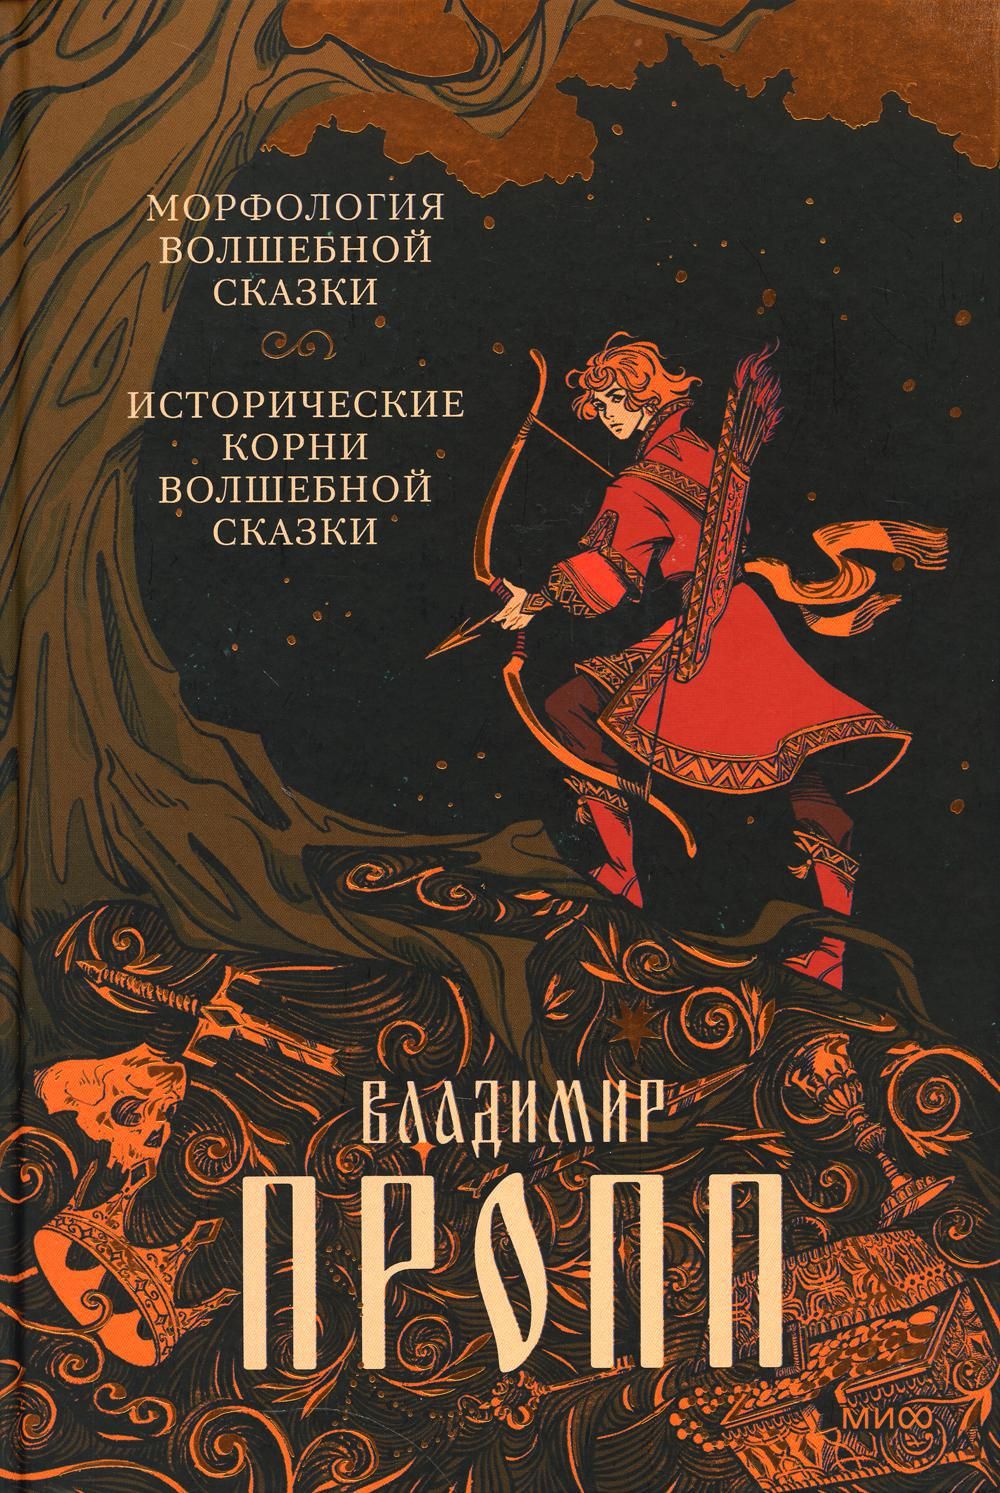 МОРФОЛОГИЯ
ВОЛШЕБНОЙ
СКАЗКИ
ИСТОРИЧЕСКИЕ
КОРНИ
ВОЛШЕБНОЙ
СКАЗКИ
ВЛАДИМИР
ПРОПП
МИФ